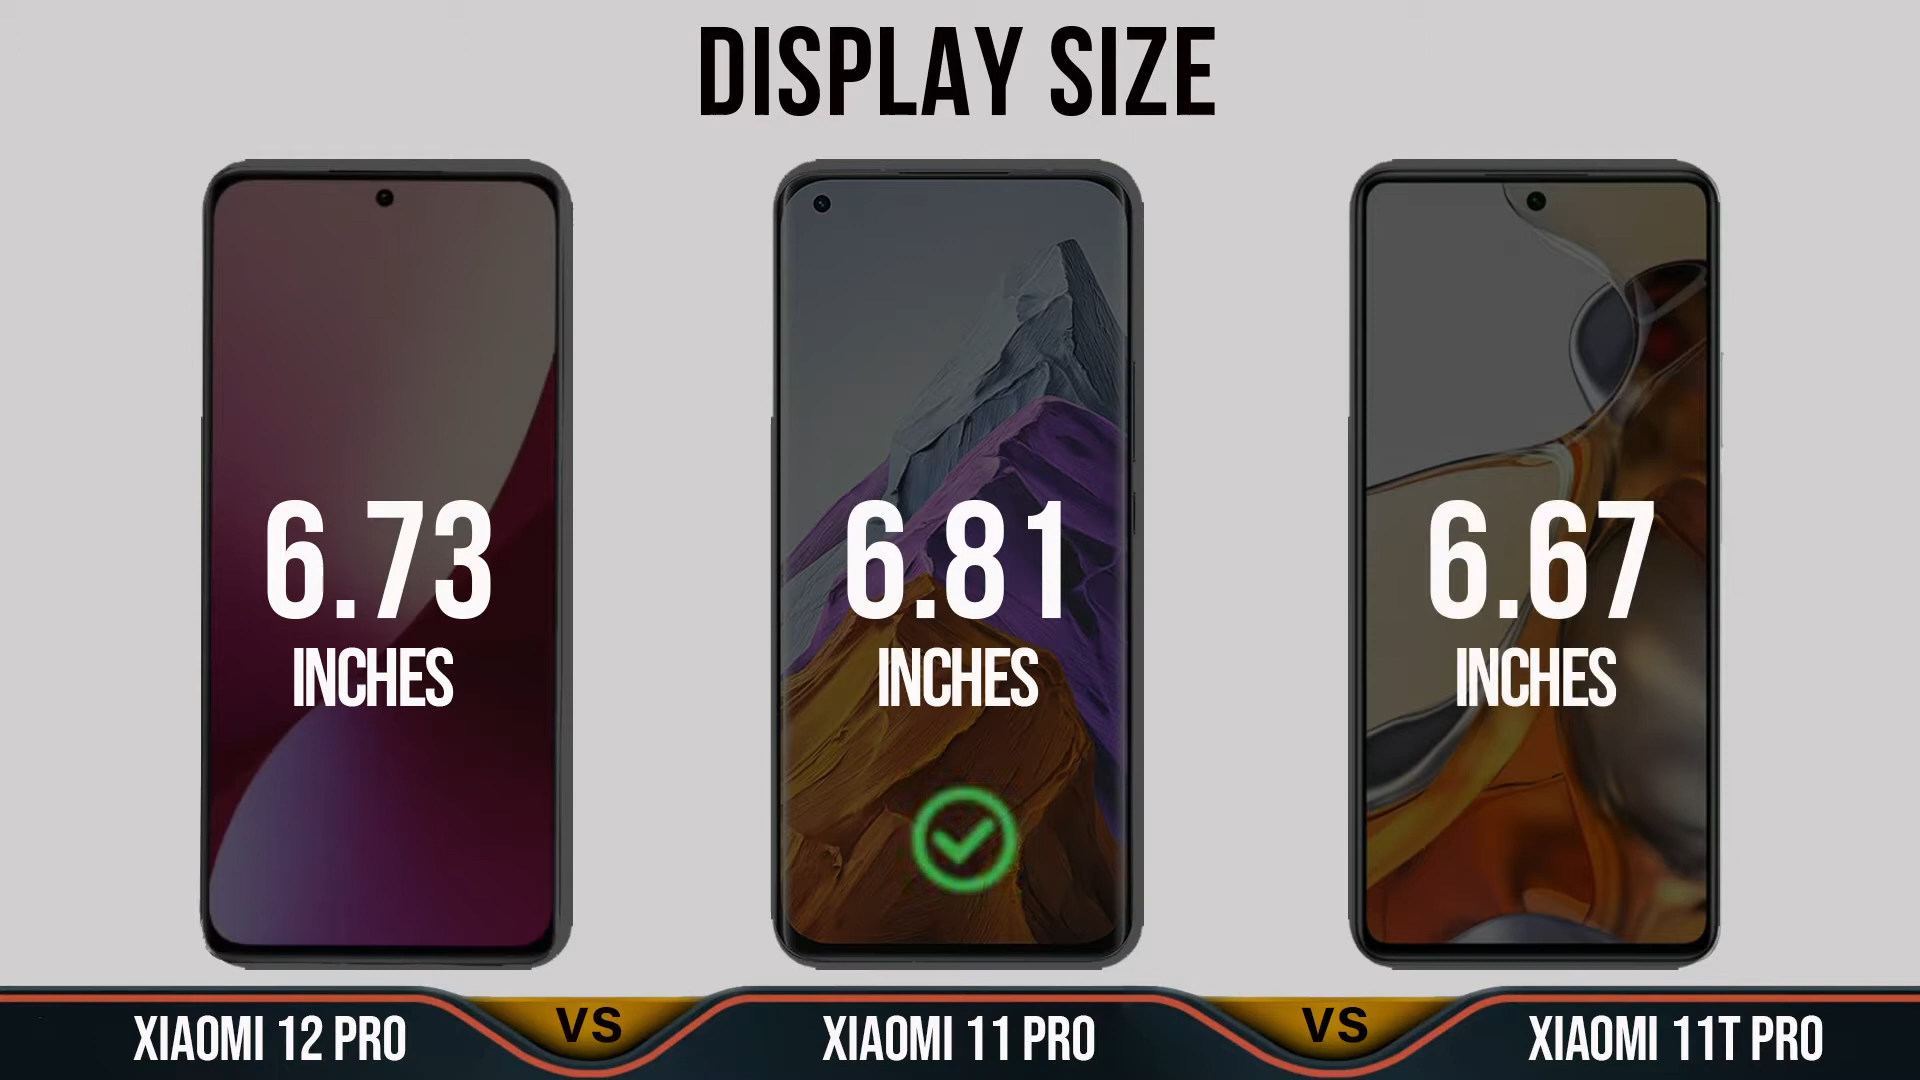 DISPLAY SIZE
6.73
INCHES
6.81
INCHES
6.67
INCHES
XIAOMI 12 PRO
VS
XIAOMI 11 PRO
VS
XIAOMI 11T PRO